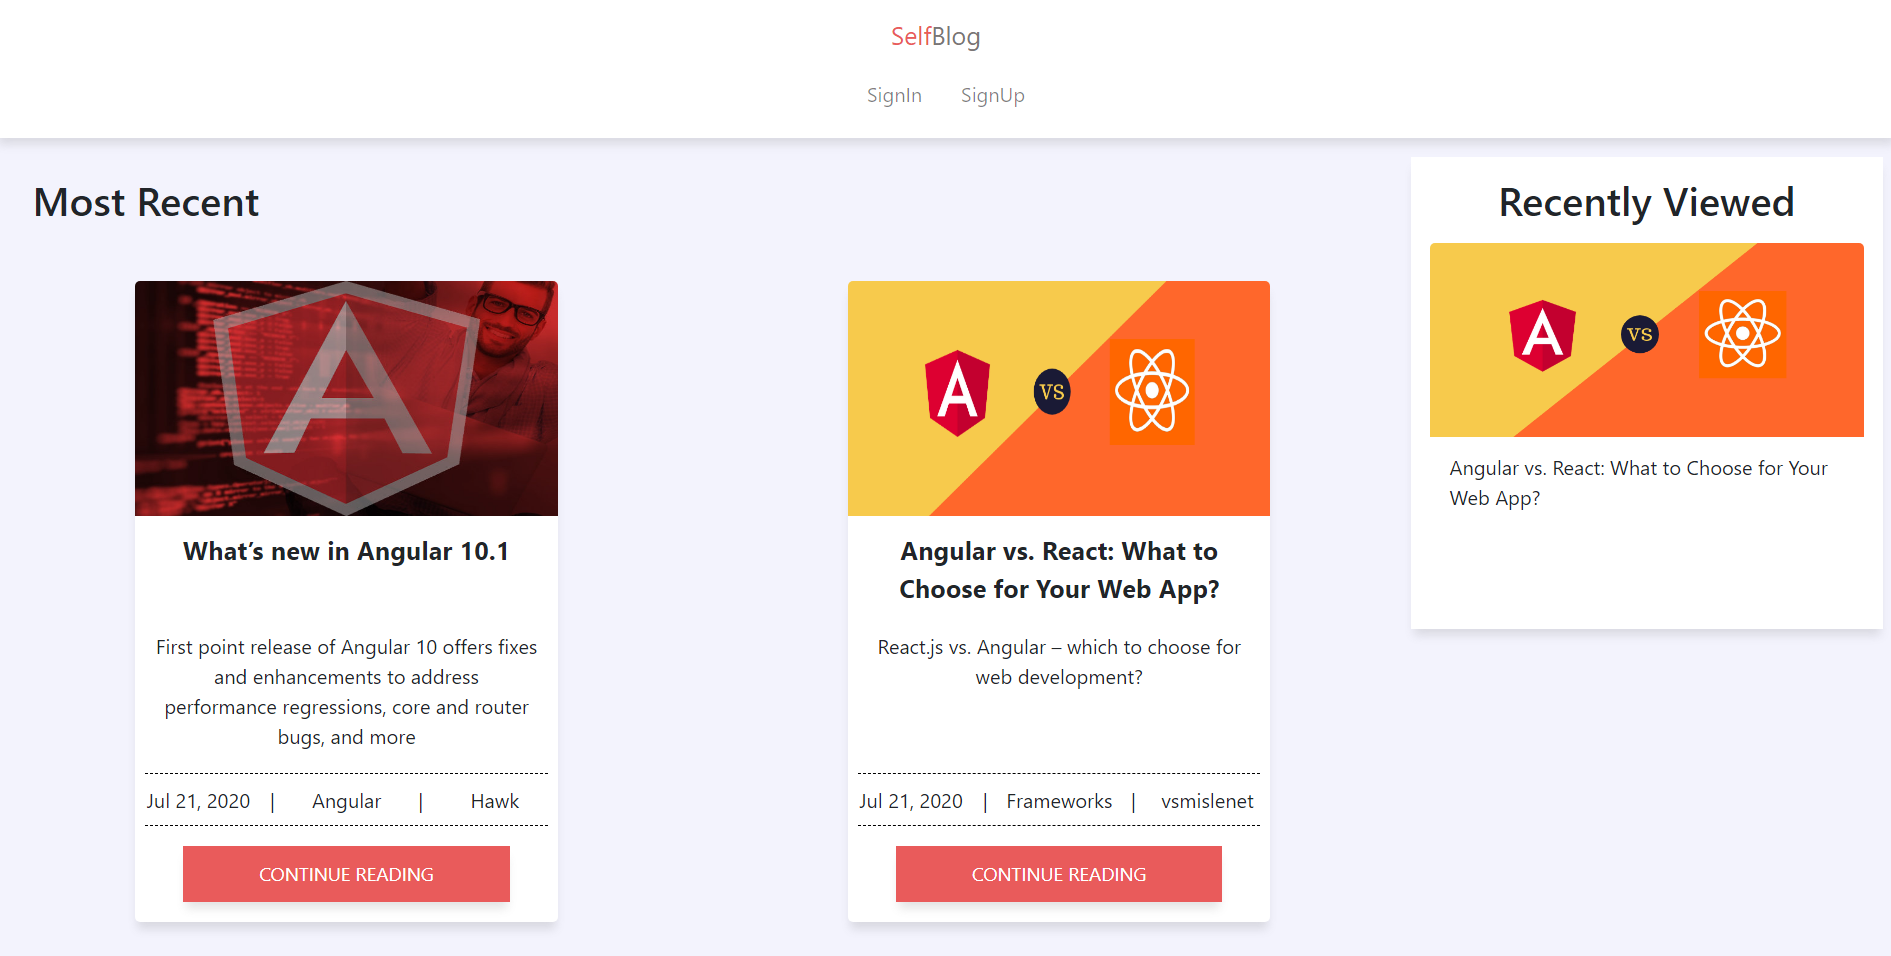 SelfBlog
SignIn SignUp
Most Recent
What’s new in Angular 10.1
First point release of Angular 10 offers fixes
and enhancements to address
performance regressions, core and router
bugs, and more
Jul 21, 2020 | Angular | Hawk
CONTINUE READING
VS
Angular vs. React: What to
Choose for Your Web App?
React.js vs. Angular – which to choose for
web development?
Jul 21, 2020 | Frameworks | vsmislenet
CONTINUE READING
Recently Viewed
VS
Angular vs. React: What to Choose for Your
Web App?